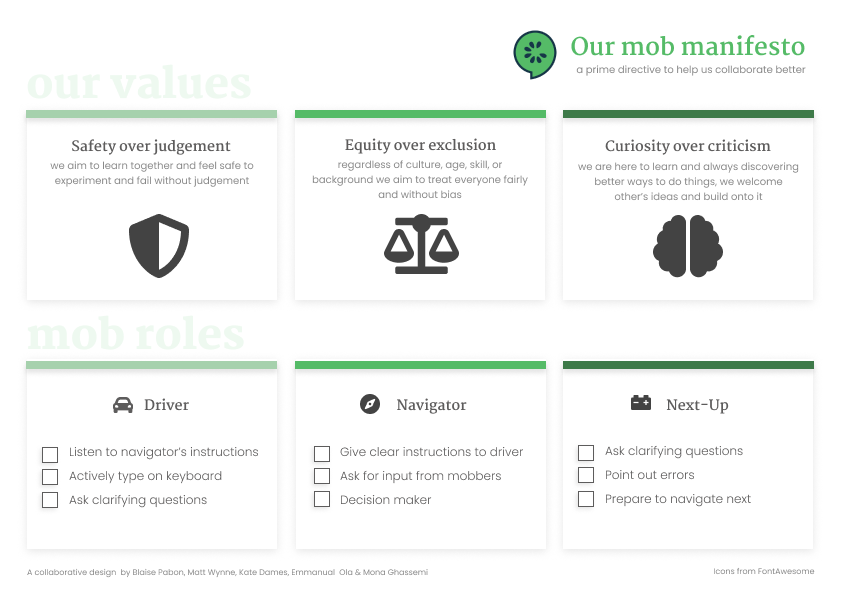 Our mob manifesto
a prime directive to help us collaborate better
our values
Safety over judgement
we aim to learn together and feel safe to
experiment and fail without judgement
Equity over exclusion
regardless of culture, age, skill, or
background we aim to treat everyone fairly
and without bias
Curiosity over criticism
we are here to learn and always discovering
better ways to do things, we welcome
other's ideas and build onto it
mob roles
Driver
Listen to navigator's instructions
Actively type on keyboard
Ask clarifying questions
Navigator
Give clear instructions to driver
Ask for input from mobbers
Decision maker
Next-Up
Ask clarifying questions
Point out errors
Prepare to navigate next
A collaborative design by Blaise Pabon, Matt Wynne, Kate Dames, Emmanual Ola & Mona Ghassemi
Icons from FontAwesome